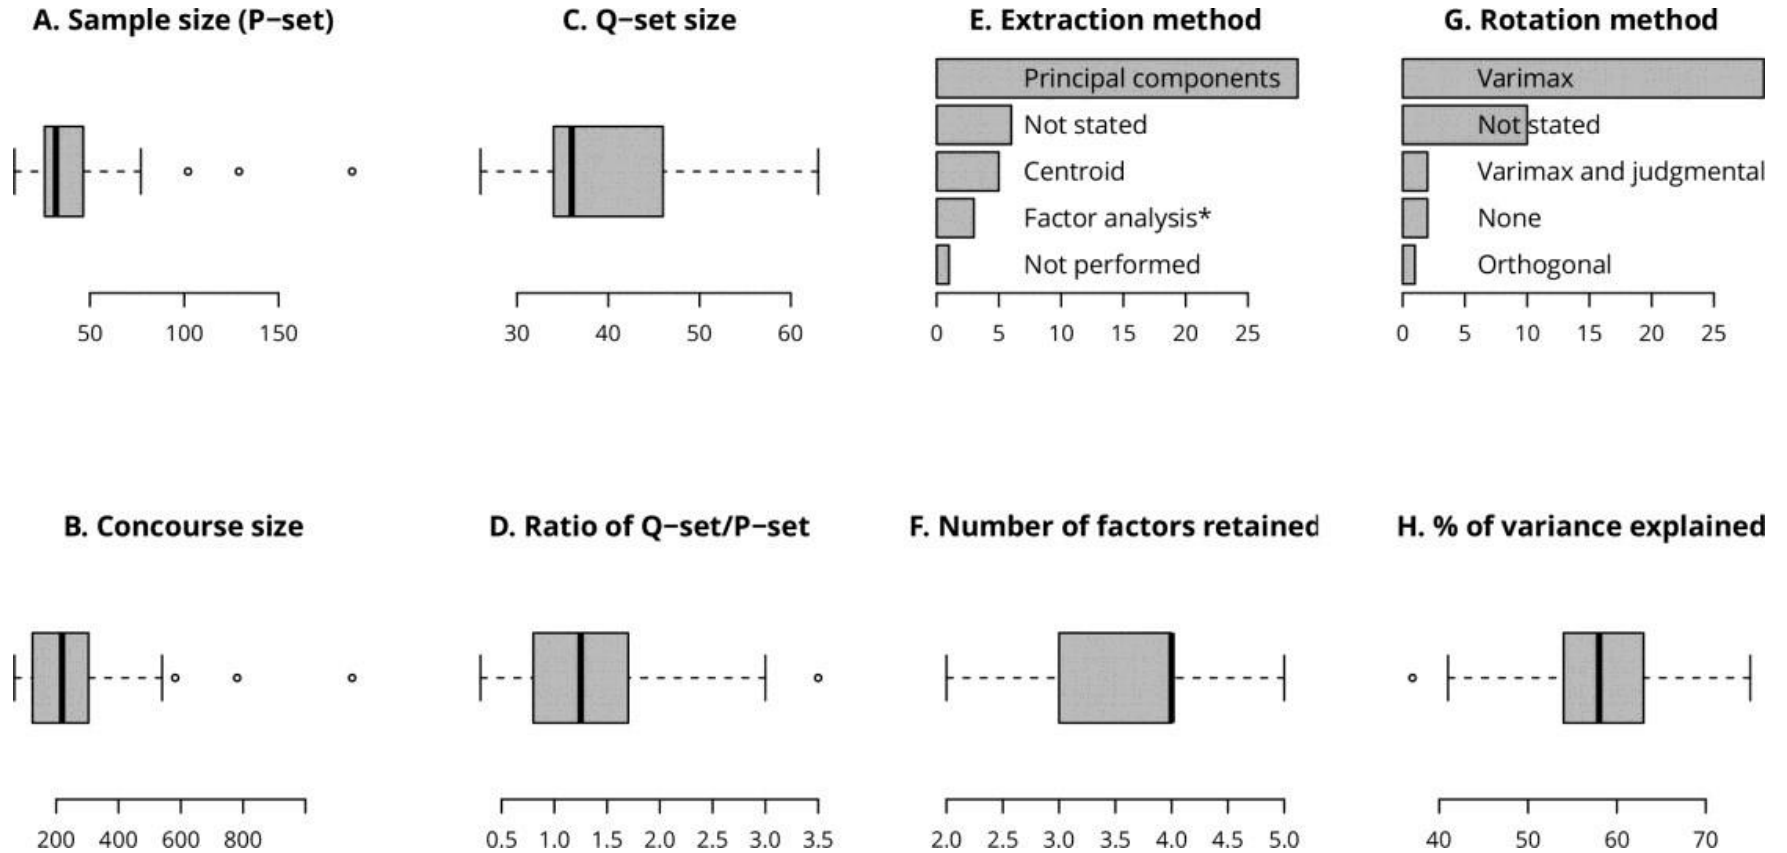 A. Sample size (P−set)
50 100 150
C. Q−set size
30 40 50 60
E. Extraction method
Principal components
Not stated
Centroid
Factor analysis*
Not performed
0 5 10 15 20 25
G. Rotation method
Varimax
Not stated
Varimax and judgmental
None
Orthogonal
0 5 10 15 20 25
B. Concourse size
200 400 600 800
D. Ratio of Q−set/P−set
0.5 1.0 1.5 2.0 2.5 3.0 3.5
F. Number of factors retained
2.0 2.5 3.0 3.5 4.0 4.5 5.0
H. % of variance explained
40 50 60 70